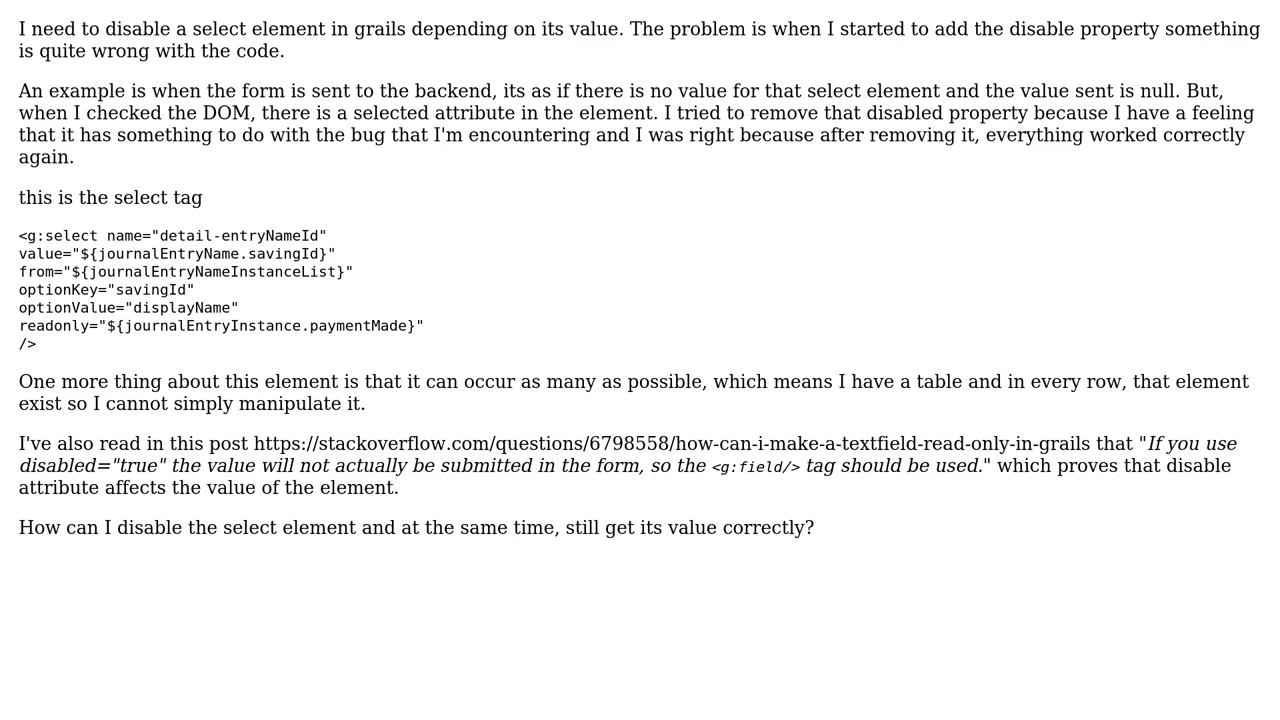 I need to disable a select element in grails depending on its value. The problem is when I started to add the disable property something
is quite wrong with the code.
An example is when the form is sent to the backend, its as if there is no value for that select element and the value sent is null. But,
when I checked the DOM, there is a selected attribute in the element. I tried to remove that disabled property because I have a feeling
that it has something to do with the bug that I'm encountering and I was right because after removing it, everything worked correctly
again.
this is the select tag
<g:select name="detail-entryNameId"
value="${journalEntryName.savingId}"
from="${journalEntryNameInstanceList}"
optionKey="savingId"
optionValue="displayName"
readonly="${journalEntryInstance.paymentMade}"
/>
One more thing about this element is that it can occur as many as possible, which means I have a table and in every row, that element
exist so I cannot simply manipulate it.
I've also read in this post https://stackoverflow.com/questions/6798558/how-can-i-make-a-textfield-read-only-in-grails that "If you use
disabled="true" the value will not actually be submitted in the form, so the <g:field/> tag should be used." which proves that disable
attribute affects the value of the element.
How can I disable the select element and at the same time, still get its value correctly?